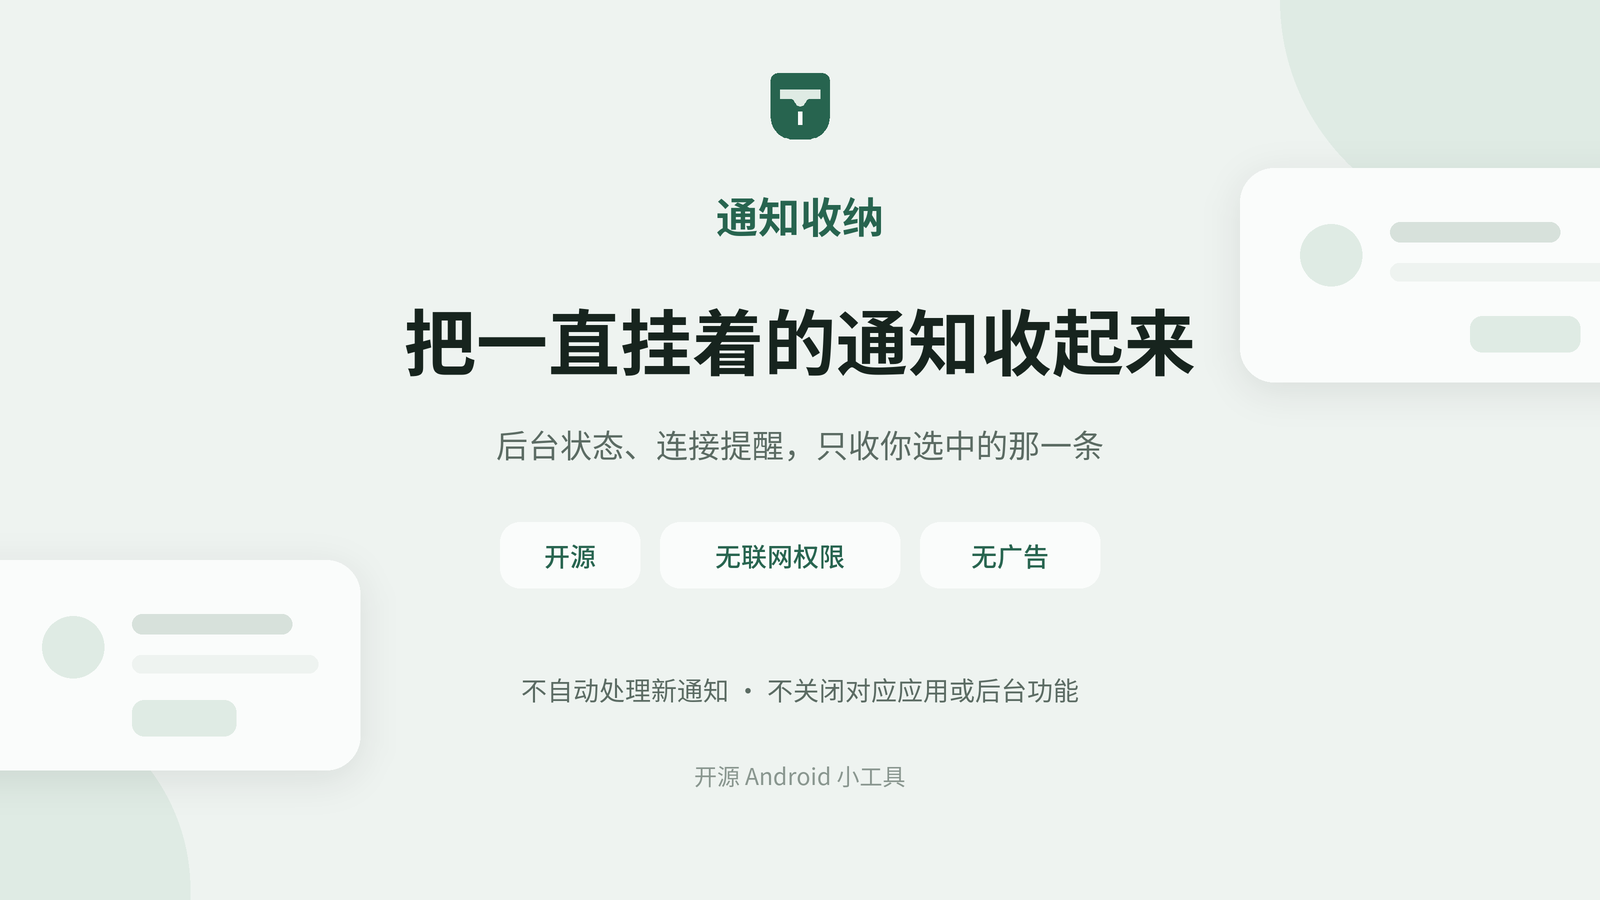 通知收纳
把一直挂着的通知收起来
后台状态、连接提醒，只收你选中的那一条
开源
无联网权限
无广告
不自动处理新通知 • 不关闭对应应用或后台功能
开源 Android 小工具